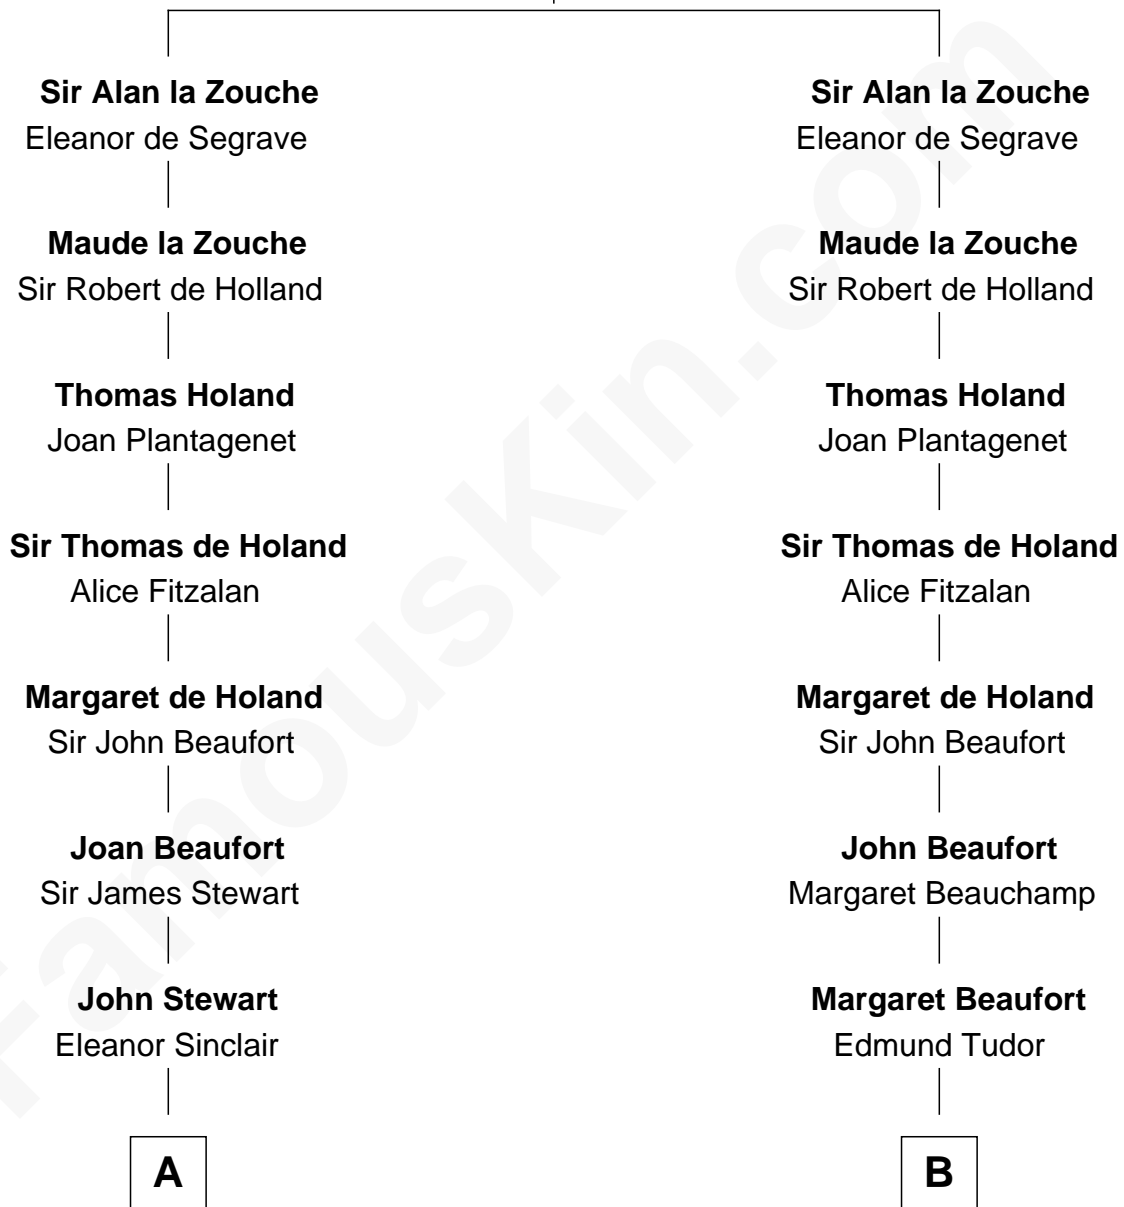 Sir Alan la Zouche
Eleanor de Segrave
Maude la Zouche
Sir Robert de Holland
Thomas Holand
Joan Plantagenet
Sir Thomas de Holand
Alice Fitzalan
Margaret de Holand
Sir John Beaufort
Joan Beaufort
Sir James Stewart
John Stewart
Eleanor Sinclair
A
Sir Alan la Zouche
Eleanor de Segrave
Maude la Zouche
Sir Robert de Holland
Thomas Holand
Joan Plantagenet
Sir Thomas de Holand
Alice Fitzalan
Margaret de Holand
Sir John Beaufort
John Beaufort
Margaret Beauchamp
Margaret Beaufort
Edmund Tudor
B
FamousKin.com